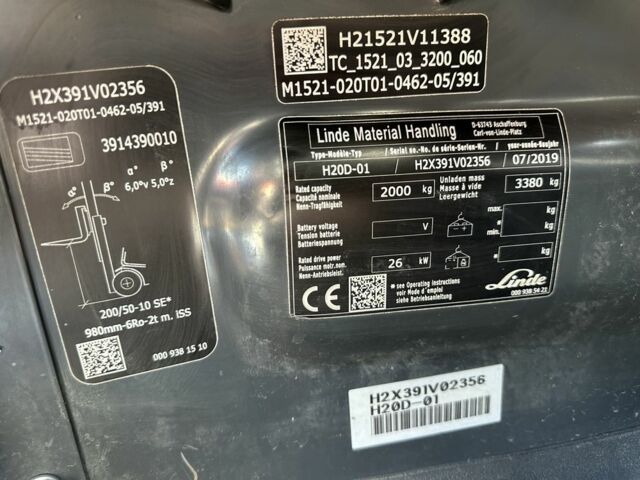 H2X391V02356
M1521-020T01-0462-05/391
3914390010
α° β° α° β°
6,0°v 5,0°z
200/50-10 SE*
980mm-6Ro-2t m. ISS
000 938 15 10
H21521V11388
TC_1521_03_3200_060
M1521-020T01-0462-05/391
Linde Material Handling
D-63743 Aschaffenburg
Carl-von-Linde-Platz
Type-Modèle-Typ / Serial no.-No. de série-Serien-Nr. / year-année-Baujahr
H20D-01 / H2X391V02356 / 07/2019
Rated capacity
Capacité nominale
Nenn-Tragfähigkeit
2000 kg
Unladen mass
Masse à vide
Leergewicht
3380 kg
Battery voltage
Tension batterie
Batteriespannung
V
max.
* kg
min.
* kg
Rated drive power
Puissance motr.nom.
Nenn-Antriebsleist.
26 kW
* kg
CE
* see Operating instructions
voir Mode d'emploi
siehe Betriebsanleitung
Linde
000 938 54 21
H2X391V02356
H20D-01